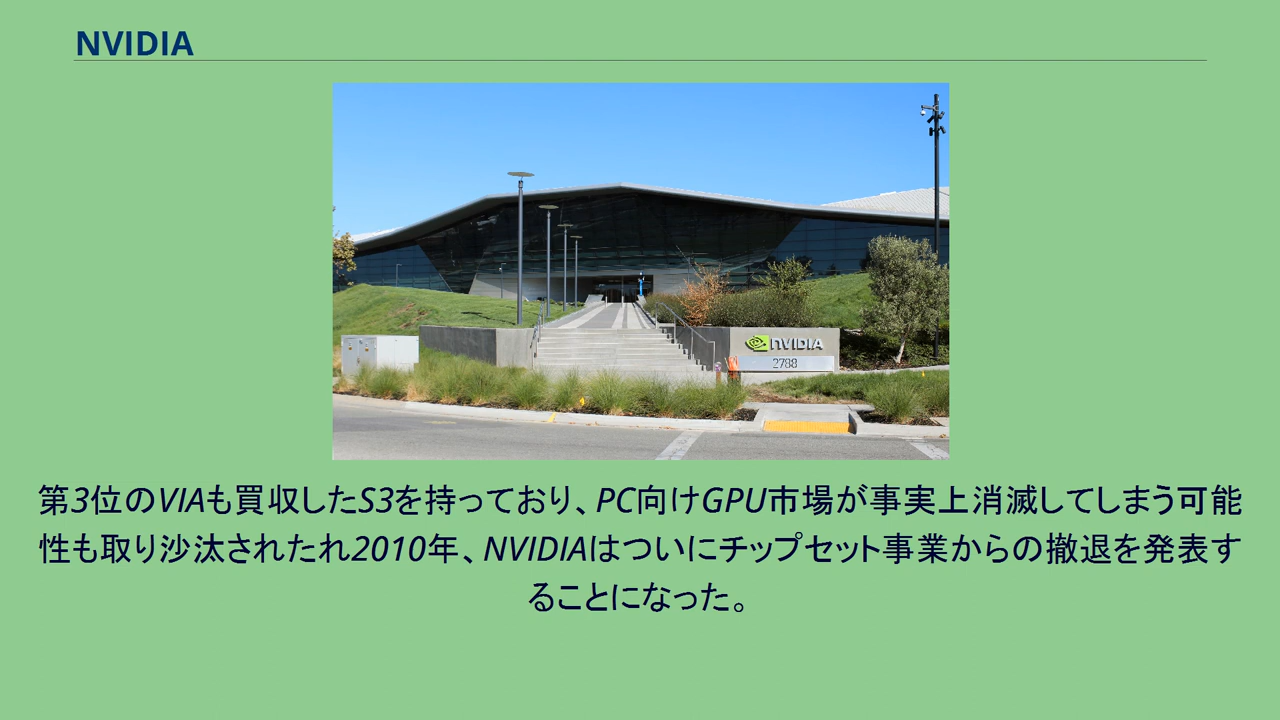 NVIDIA
NVIDIA
2788
第3位のVIAも買収したS3を持っており、PC向けGPU市場が事実上消滅してしまう可能
性も取り沙汰されたれ2010年、NVIDIAはついにチップセット事業からの撤退を発表す
ることになった。